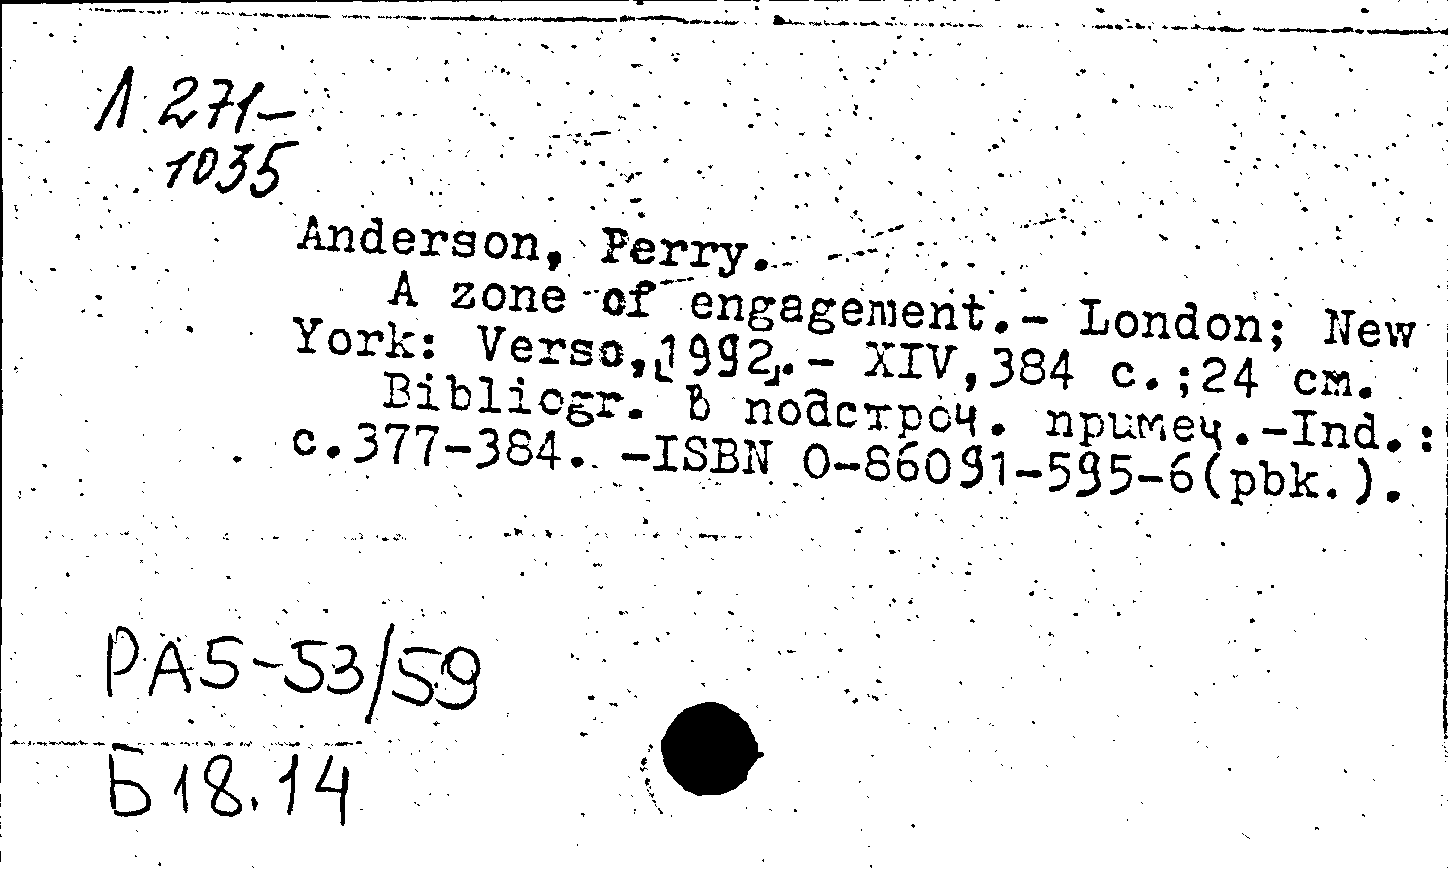 Л 271-
1035
Anderson, Perry.
A zone of engagement.- London; New
York: Verso,[1992].- XIV,384 c.;24 cm.
Bibliogr. в подстроч. примеч.-Ind.:
c.377-384. -ISBN 0-86091-595-6(pbk.).
РА5-53/59
Б18.14